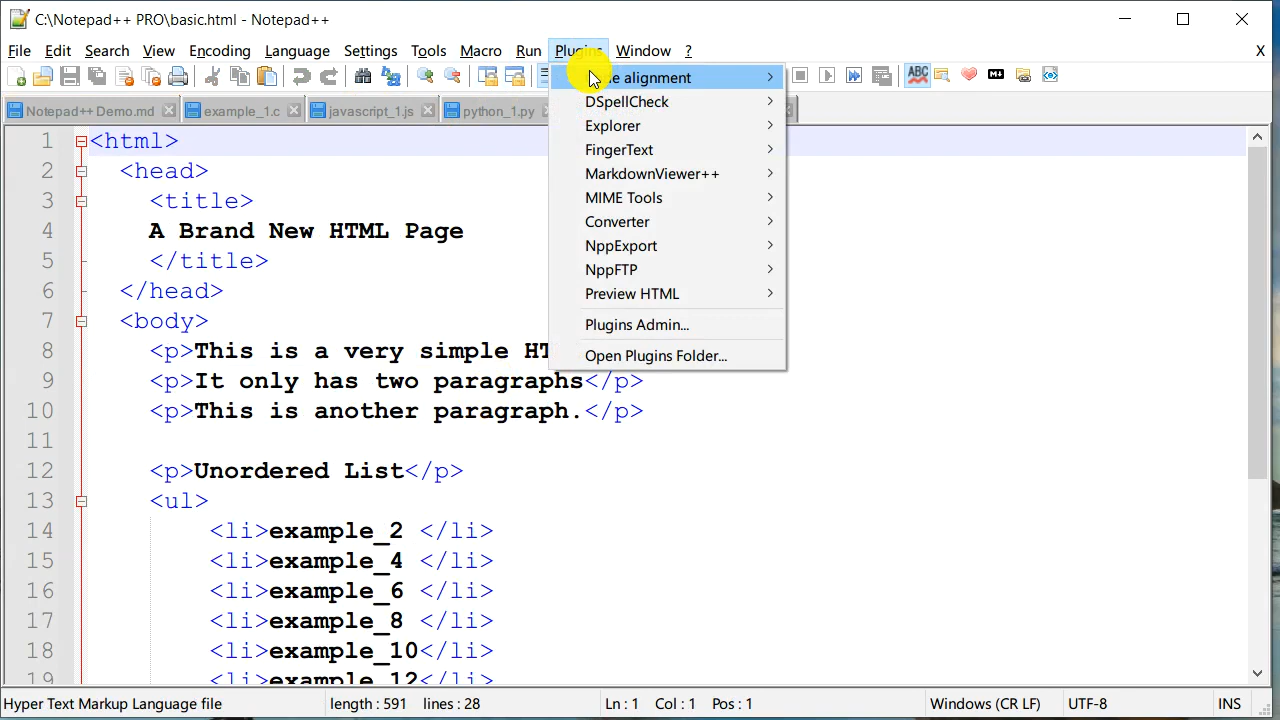 C:\Notepad++ PRO\basic.html - Notepad++
File Edit Search View Encoding Language Settings Tools Macro Run Plugins Window ? X
ABC
Notepad++ Demo.md example_1.c javascript_1.js python_1.py
alignment
DSpellCheck
Explorer
FingerText
MarkdownViewer++
MIME Tools
Converter
NppExport
NppFTP
Preview HTML
Plugins Admin...
Open Plugins Folder...
1 <html>
2 <head>
3 <title>
4 A Brand New HTML Page
5 </title>
6 </head>
7 <body>
8 <p>This is a very simple HT
9 <p>It only has two paragraphs</p>
10 <p>This is another paragraph.</p>
11
12 <p>Unordered List</p>
13 <ul>
14 <li>example_2 </li>
15 <li>example_4 </li>
16 <li>example_6 </li>
17 <li>example_8 </li>
18 <li>example_10</li>
19 <li>example_12</li>
Hyper Text Markup Language file length : 591 lines : 28 Ln : 1 Col : 1 Pos : 1 Windows (CR LF) UTF-8 INS